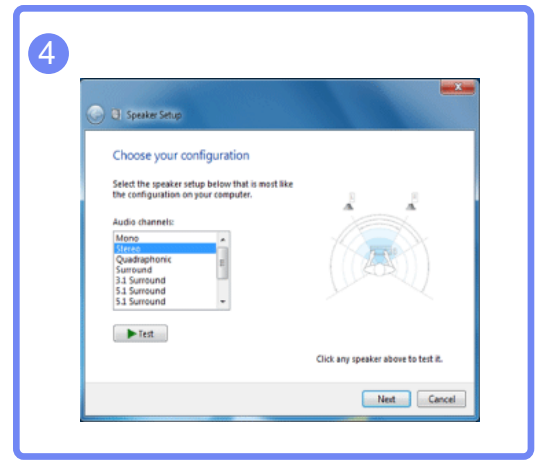 4
Speaker Setup
Choose your configuration
Select the speaker setup below that is most like
the configuration on your computer.
Audio channels:
Mono
Stereo
Quadraphonic
Surround
3.1 Surround
5.1 Surround
5.1 Surround
Test
Click any speaker above to test it.
Next
Cancel